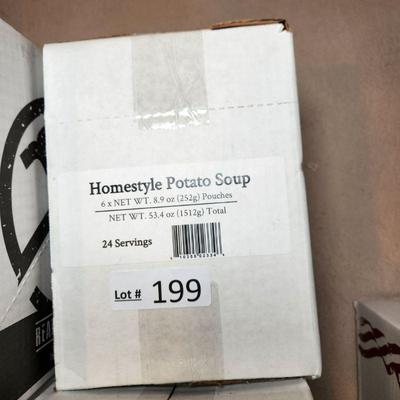 Homestyle Potato Soup
6 x NET WT. 8.9 oz (252g) Pouches
NET WT. 53.4 oz (1512g) Total
24 Servings
Lot # 199